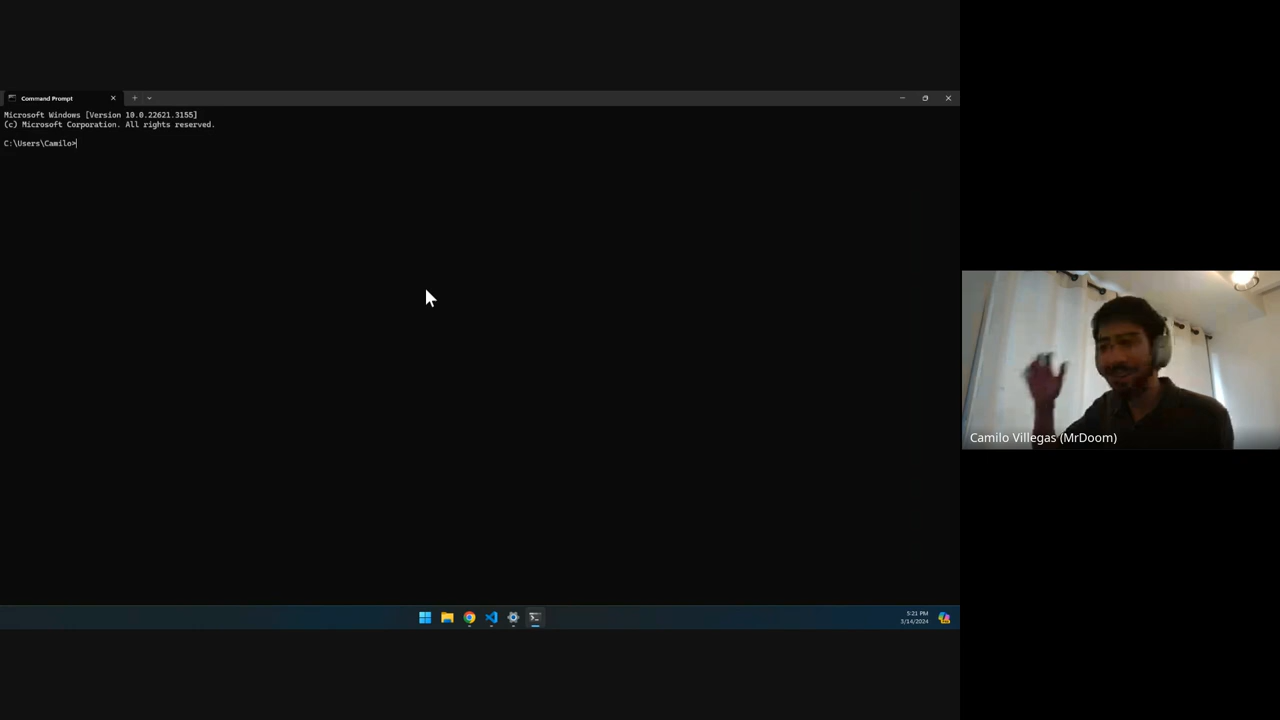 Command Prompt
Microsoft Windows [Version 10.0.22621.3155]
(c) Microsoft Corporation. All rights reserved.
C:\Users\Camilo>
Camilo Villegas (MrDoom)
5:21 PM
3/14/2024